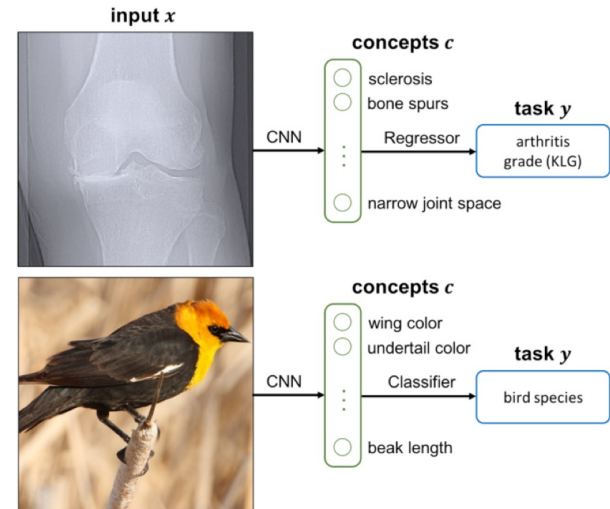 input x
concepts c
sclerosis
bone spurs
CNN
Regressor
task y
arthritis
grade (KLG)
narrow joint space
concepts c
wing color
undertail color
CNN
Classifier
task y
bird species
beak length